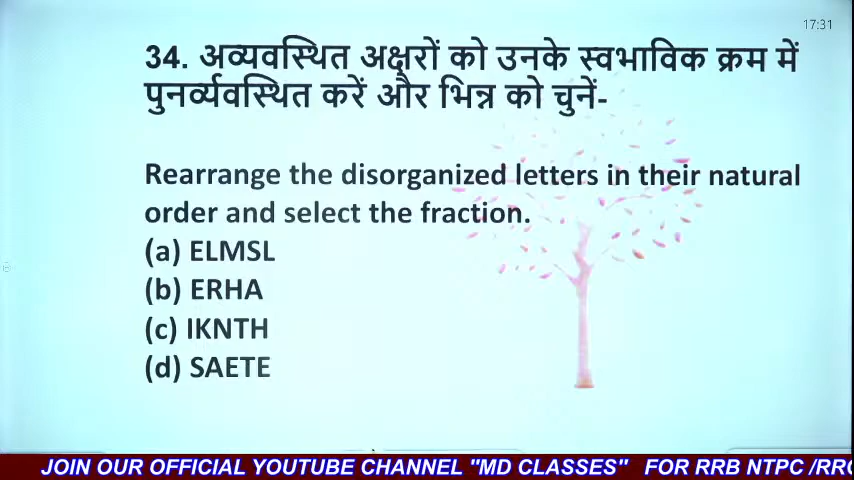 17:31
34. अव्यवस्थित अक्षरों को उनके स्वभाविक क्रम में
पुनर्व्यवस्थित करें और भिन्न को चुनें-
Rearrange the disorganized letters in their natural
order and select the fraction.
(a) ELMSL
(b) ERHA
(c) IKNTH
(d) SAETE
JOIN OUR OFFICIAL YOUTUBE CHANNEL "MD CLASSES" FOR RRB NTPC /RRC